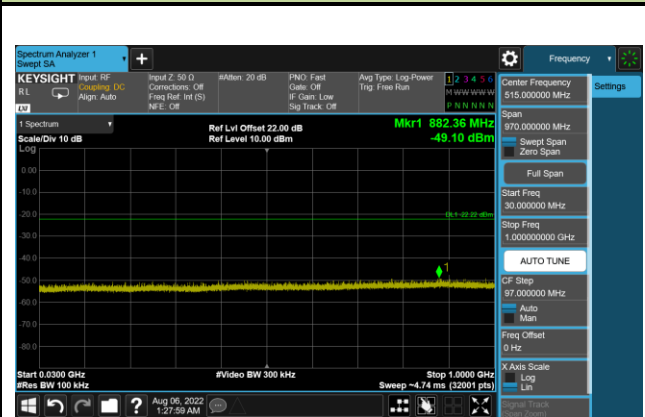 Spectrum Analyzer 1
Swept SA
+
Frequency
KEYSIGHT Input: RF Input Z: 50 Ω #Atten: 20 dB PNO: Fast Avg Type: Log-Power 1 2 3 4 5 6
RL Coupling: DC Corrections: Off Gate: Off Trig: Free Run M W W W W W
Align: Auto Freq Ref: Int (S) IF Gain: Low
LXI NFE: Off Sig Track: Off P N N N N N
1 Spectrum
Ref Lvl Offset 22.00 dB
Mkr1 882.36 MHz
Scale/Div 10 dB
Ref Level 10.00 dBm
-49.10 dBm
Log
0.00
-10.0
-20.0
DL1 -22.22 dBm
-30.0
-40.0
1
-50.0
-60.0
-70.0
-80.0
Start 0.0300 GHz
#Video BW 300 kHz
Stop 1.0000 GHz
#Res BW 100 kHz
Sweep ~4.74 ms (32001 pts)
?
Aug 06, 2022
1:27:59 AM
Center Frequency
515.000000 MHz
Settings
Span
970.000000 MHz
Swept Span
Zero Span
Full Span
Start Freq
30.000000 MHz
Stop Freq
1.000000000 GHz
AUTO TUNE
CF Step
97.000000 MHz
Auto
Man
Freq Offset
0 Hz
X Axis Scale
Log
Lin
Signal Track
(Span Zoom)